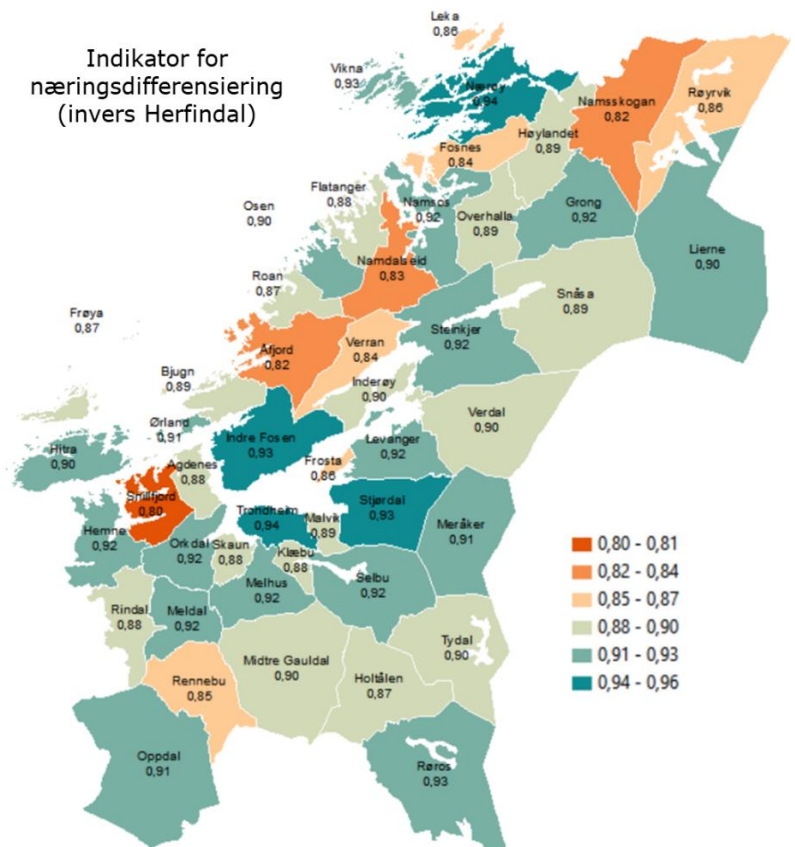 Indikator for
næringsdifferensiering
(invers Herfindal)
Leka
0,86
Vikna
0,93
Nærøy
0,94
Namsskogan
0,82
Røyrvik
0,86
Høylandet
0,89
Fosnes
0,84
Flatanger
0,88
Namsos
0,92
Overhalla
0,89
Grong
0,92
Osen
0,90
Lierne
0,90
Namdalseid
0,83
Roan
0,87
Snåsa
0,89
Frøya
0,87
Steinkjer
0,92
Åfjord
0,82
Verran
0,84
Bjugn
0,89
Inderøy
0,90
Verdal
0,90
Ørland
0,91
Indre Fosen
0,93
Levanger
0,92
Hitra
0,90
Agdenes
0,88
Frosta
0,86
Snillfjord
0,80
Trondheim
0,94
Malvik
0,89
Stjørdal
0,93
Meråker
0,91
Hemne
0,92
Orkdal
0,92
Skaun
0,88
Klæbu
0,88
Melhus
0,92
Selbu
0,92
Rindal
0,88
Meldal
0,92
Tydal
0,90
Midtre Gauldal
0,90
Holtålen
0,87
Rennebu
0,85
Oppdal
0,91
Røros
0,93
0,80 - 0,81
0,82 - 0,84
0,85 - 0,87
0,88 - 0,90
0,91 - 0,93
0,94 - 0,96